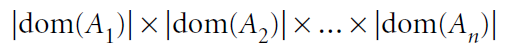 |dom(A₁)| × |dom(A₂)| × ... × |dom(Aₙ)|